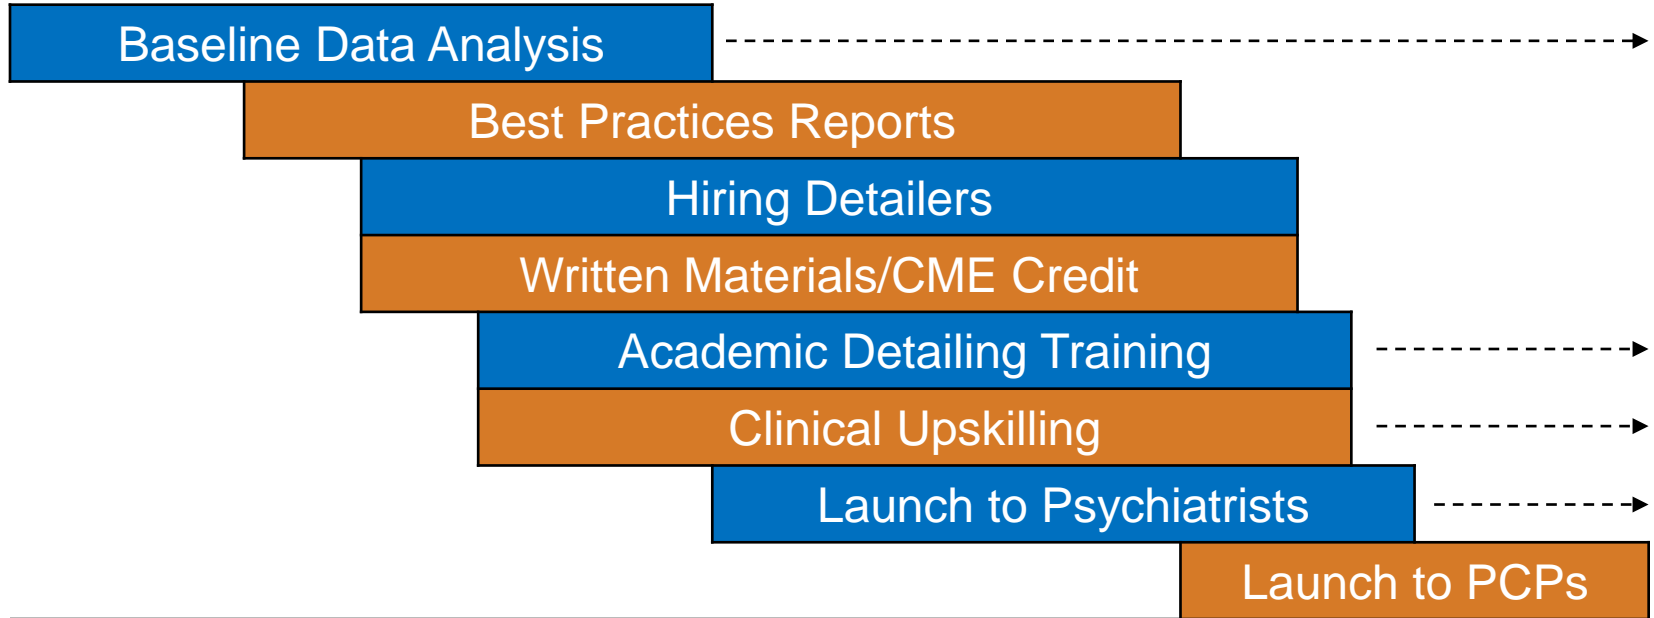 Baseline Data Analysis
Best Practices Reports
Hiring Detailers
Written Materials/CME Credit
Academic Detailing Training
Clinical Upskilling
Launch to Psychiatrists
Launch to PCPs